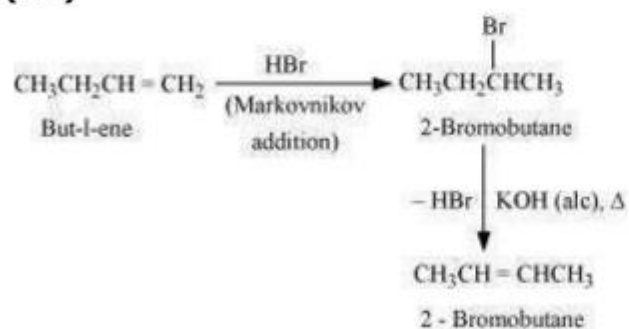 Br
CH₃CH₂CH = CH₂ HBr CH₃CH₂CHCH₃
But-l-ene (Markovnikov addition) 2-Bromobutane
– HBr KOH (alc), Δ
CH₃CH = CHCH₃
2 - Bromobutane